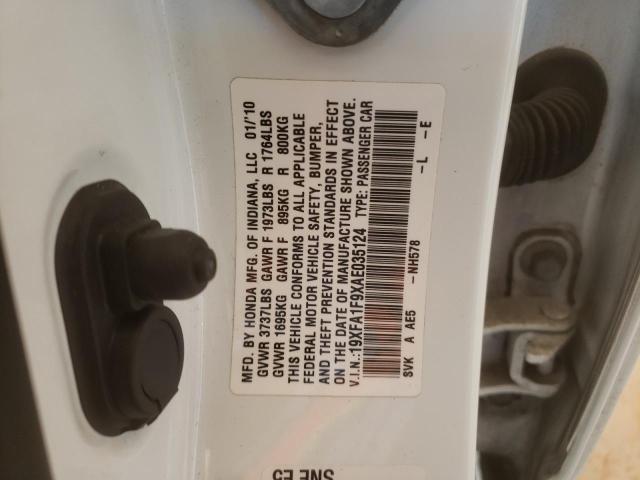 MFD. BY HONDA MFG. OF INDIANA, LLC 01/'10
GVWR 3737LBS GAWR F 1973LBS R 1764LBS
GVWR 1695KG GAWR F 895KG R 800KG
THIS VEHICLE CONFORMS TO ALL APPLICABLE
FEDERAL MOTOR VEHICLE SAFETY, BUMPER,
AND THEFT PREVENTION STANDARDS IN EFFECT
ON THE DATE OF MANUFACTURE SHOWN ABOVE.
V.I.N.:19XFA1F9XAE035124 TYPE: PASSENGER CAR
SVK A AE5 -NH578 -L -E
SNE E5